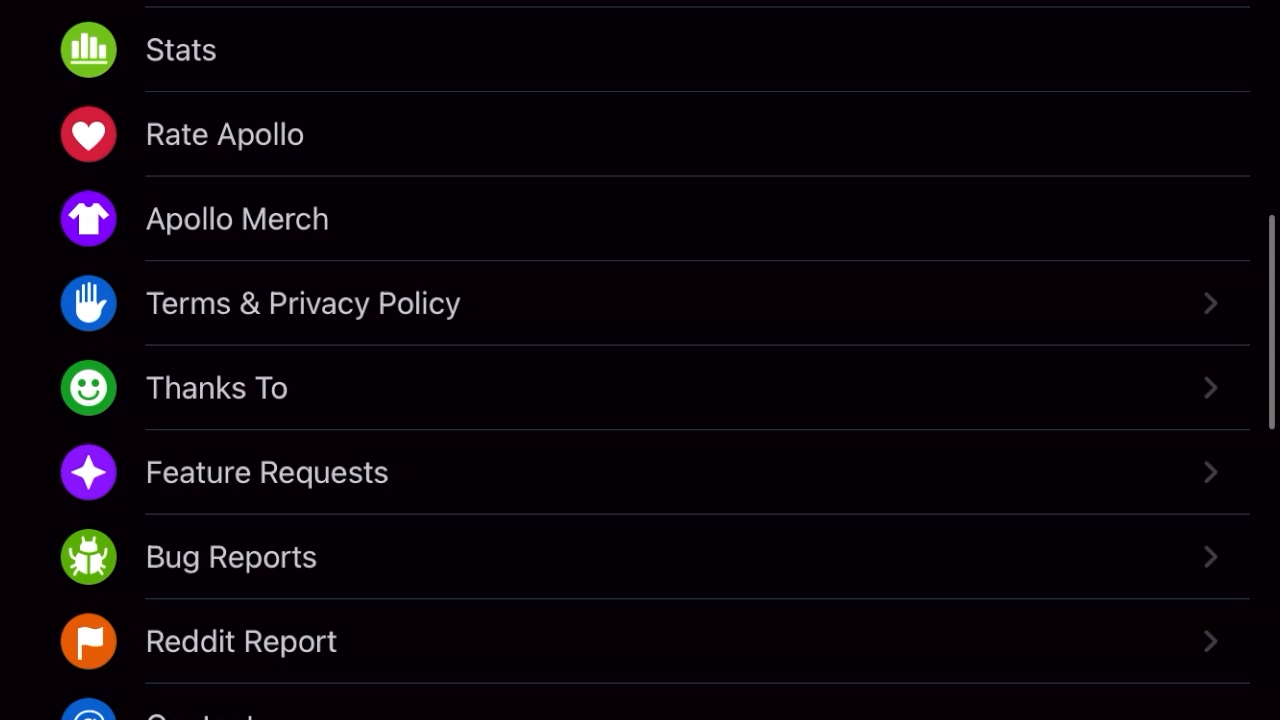 Stats
Rate Apollo
Apollo Merch
Terms & Privacy Policy
Thanks To
Feature Requests
Bug Reports
Reddit Report